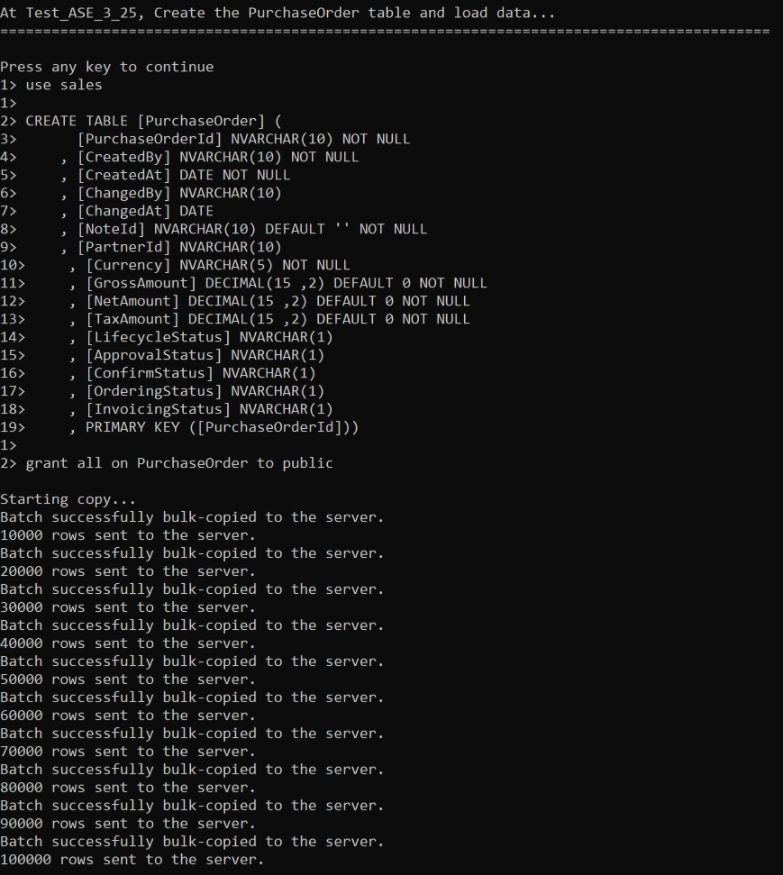 At Test_ASE_3_25, Create the PurchaseOrder table and load data...
==========================================================================================
Press any key to continue
1> use sales
1>
2> CREATE TABLE [PurchaseOrder] (
3>       [PurchaseOrderId] NVARCHAR(10) NOT NULL
4>     , [CreatedBy] NVARCHAR(10) NOT NULL
5>     , [CreatedAt] DATE NOT NULL
6>     , [ChangedBy] NVARCHAR(10)
7>     , [ChangedAt] DATE
8>     , [NoteId] NVARCHAR(10) DEFAULT '' NOT NULL
9>     , [PartnerId] NVARCHAR(10)
10>     , [Currency] NVARCHAR(5) NOT NULL
11>     , [GrossAmount] DECIMAL(15 ,2) DEFAULT 0 NOT NULL
12>     , [NetAmount] DECIMAL(15 ,2) DEFAULT 0 NOT NULL
13>     , [TaxAmount] DECIMAL(15 ,2) DEFAULT 0 NOT NULL
14>     , [LifecycleStatus] NVARCHAR(1)
15>     , [ApprovalStatus] NVARCHAR(1)
16>     , [ConfirmStatus] NVARCHAR(1)
17>     , [OrderingStatus] NVARCHAR(1)
18>     , [InvoicingStatus] NVARCHAR(1)
19>     , PRIMARY KEY ([PurchaseOrderId]))
1>
2> grant all on PurchaseOrder to public
Starting copy...
Batch successfully bulk-copied to the server.
10000 rows sent to the server.
Batch successfully bulk-copied to the server.
20000 rows sent to the server.
Batch successfully bulk-copied to the server.
30000 rows sent to the server.
Batch successfully bulk-copied to the server.
40000 rows sent to the server.
Batch successfully bulk-copied to the server.
50000 rows sent to the server.
Batch successfully bulk-copied to the server.
60000 rows sent to the server.
Batch successfully bulk-copied to the server.
70000 rows sent to the server.
Batch successfully bulk-copied to the server.
80000 rows sent to the server.
Batch successfully bulk-copied to the server.
90000 rows sent to the server.
Batch successfully bulk-copied to the server.
100000 rows sent to the server.